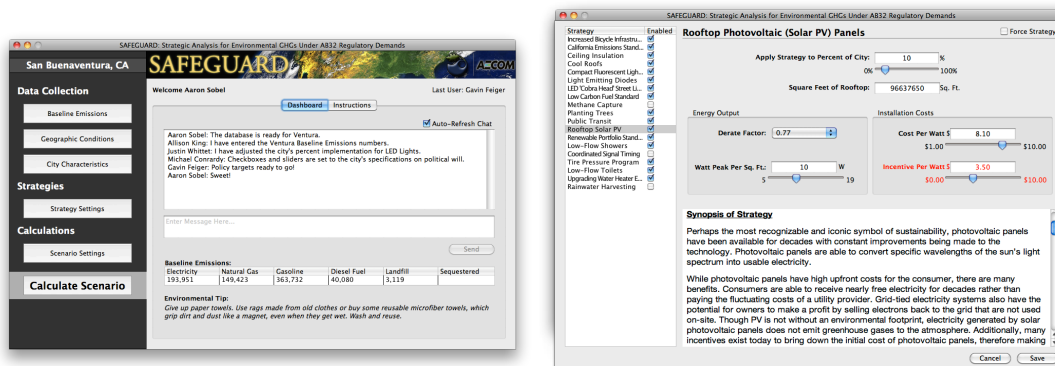 SAFEGUARD: Strategic Analysis for Environmental GHGs Under AB32 Regulatory Demands
San Buenaventura, CA
SAFEGUARD
AECOM
Data Collection
Baseline Emissions
Geographic Conditions
City Characteristics
Strategies
Strategy Settings
Calculations
Scenario Settings
Calculate Scenario
Welcome Aaron Sobel
Last User: Gavin Feiger
Dashboard
Instructions
Auto-Refresh Chat
Aaron Sobel: The database is ready for Ventura.
Allison King: I have entered the Ventura Baseline Emissions numbers.
Justin Whittet: I have adjusted the city's percent implementation for LED Lights.
Michael Conrardy: Checkboxes and sliders are set to the city's specifications on political will.
Gavin Feiger: Policy targets ready to go!
Aaron Sobel: Sweet!
Enter Message Here...
Send
Baseline Emissions:
Electricity Natural Gas Gasoline Diesel Fuel Landfill Sequestered
193,951 149,423 363,732 40,080 3,119
Environmental Tip:
Give up paper towels. Use rags made from old clothes or buy some reusable microfiber towels, which
grip dirt and dust like a magnet, even when they get wet. Wash and reuse.
SAFEGUARD: Strategic Analysis for Environmental GHGs Under AB32 Regulatory Demands
Strategy Enabled
Increased Bicycle Infrastru...
California Emissions Stand...
Ceiling Insulation
Cool Roofs
Compact Fluorescent Ligh...
Light Emitting Diodes
LED 'Cobra Head' Street Li...
Low Carbon Fuel Standard
Methane Capture
Planting Trees
Public Transit
Rooftop Solar PV
Renewable Portfolio Stand...
Low-Flow Showers
Coordinated Signal Timing
Tire Pressure Program
Low-Flow Toilets
Upgrading Water Heater E...
Rainwater Harvesting
Rooftop Photovoltaic (Solar PV) Panels
Force Strategy
Apply Strategy to Percent of City: 10 %
0% 100%
Square Feet of Rooftop: 96637650 Sq. Ft.
Energy Output
Derate Factor: 0.77
Watt Peak Per Sq. Ft.: 10 W
5 19
Installation Costs
Cost Per Watt $ 8.10
$1.00 $10.00
Incentive Per Watt $ 3.50
$0.00 $10.00
Synopsis of Strategy
Perhaps the most recognizable and iconic symbol of sustainability, photovoltaic panels
have been available for decades with constant improvements being made to the
technology. Photovoltaic panels are able to convert specific wavelengths of the sun's light
spectrum into usable electricity.
While photovoltaic panels have high upfront costs for the consumer, there are many
benefits. Consumers are able to receive nearly free electricity for decades rather than
paying the fluctuating costs of a utility provider. Grid-tied electricity systems also have the
potential for owners to make a profit by selling electrons back to the grid that are not used
on-site. Though PV is not without an environmental footprint, electricity generated by solar
photovoltaic panels does not emit greenhouse gases to the atmosphere. Additionally, many
incentives exist today to bring down the initial cost of photovoltaic panels, therefore making
Cancel
Save